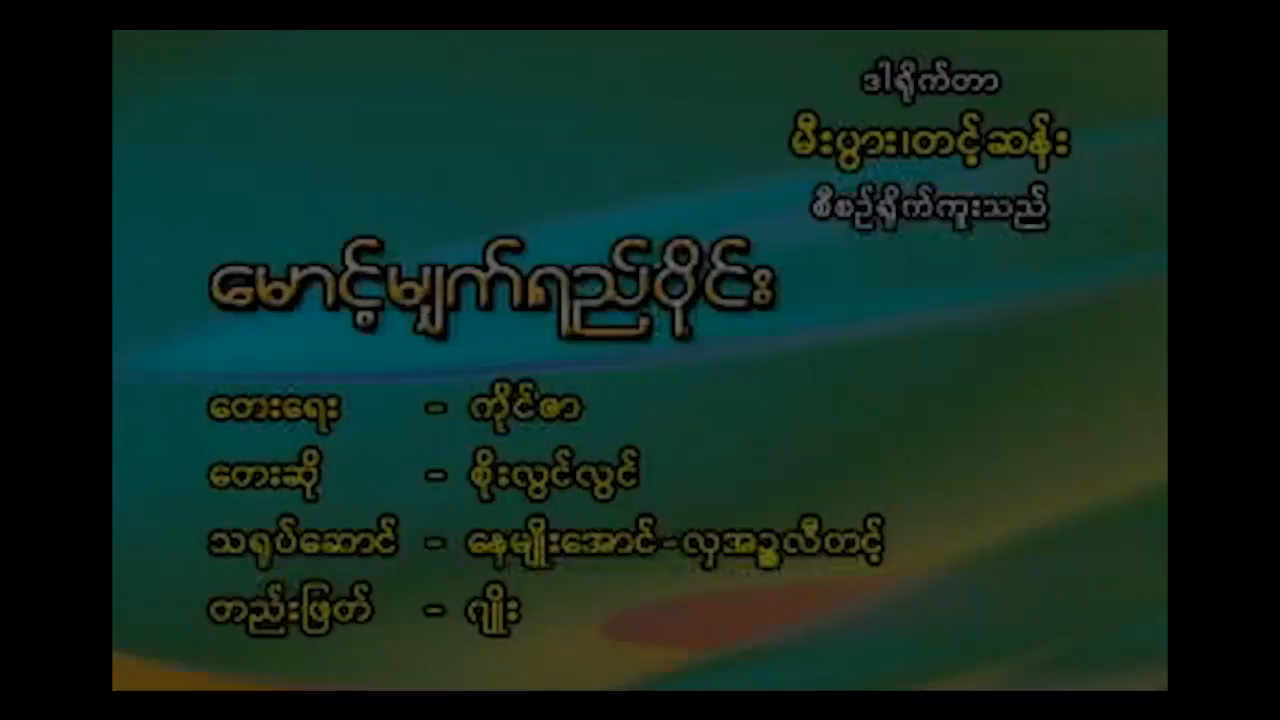 ဒါရိုက်တာ
မီးပွား၊တင့်ဆန်း
စီစဉ်ရိုက်ကူးသည်
မောင့်မျက်ရည်ဝိုင်း
တေးရေး - ကိုင်ဇာ
တေးဆို - စိုးလွင်လွင်
သရုပ်ဆောင် - နေမျိုးအောင်-လှအဥ္စလီတင့်
တည်းဖြတ် - ဂျိုး